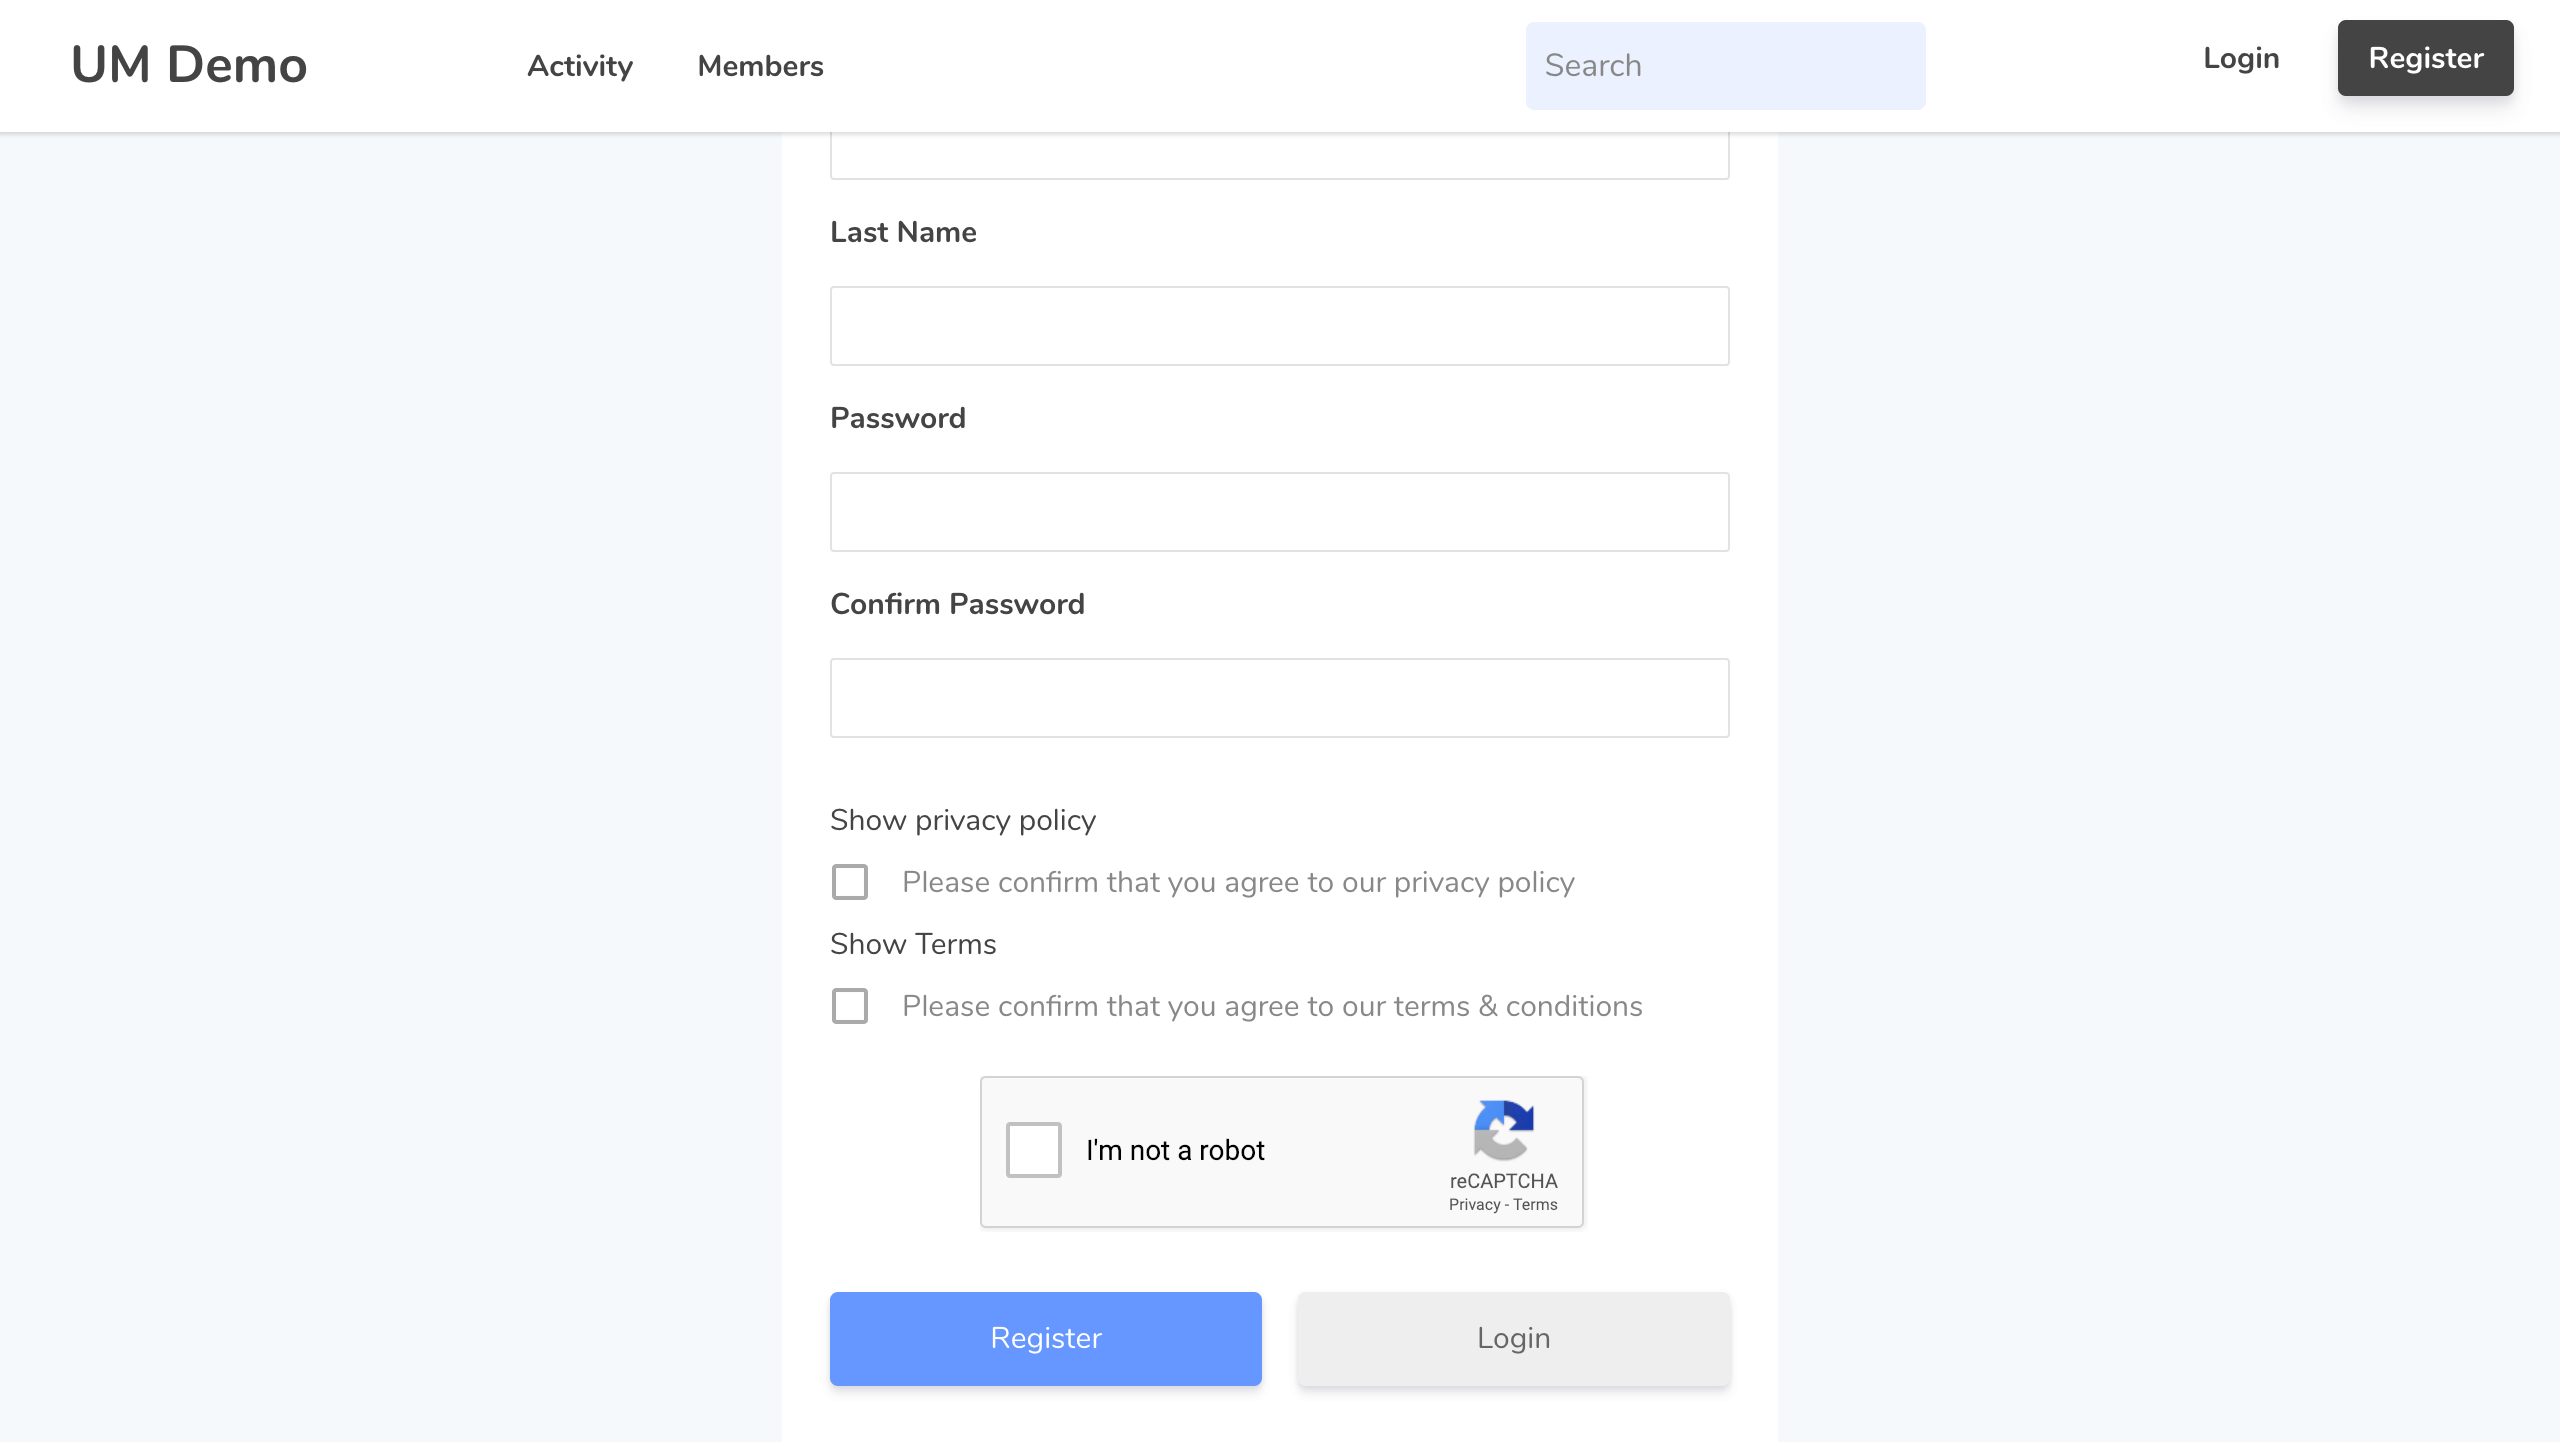 UM Demo
Activity
Members
Search
Login
Register
Last Name
Password
Confirm Password
Show privacy policy
Please confirm that you agree to our privacy policy
Show Terms
Please confirm that you agree to our terms & conditions
I'm not a robot
reCAPTCHA
Privacy - Terms
Register
Login